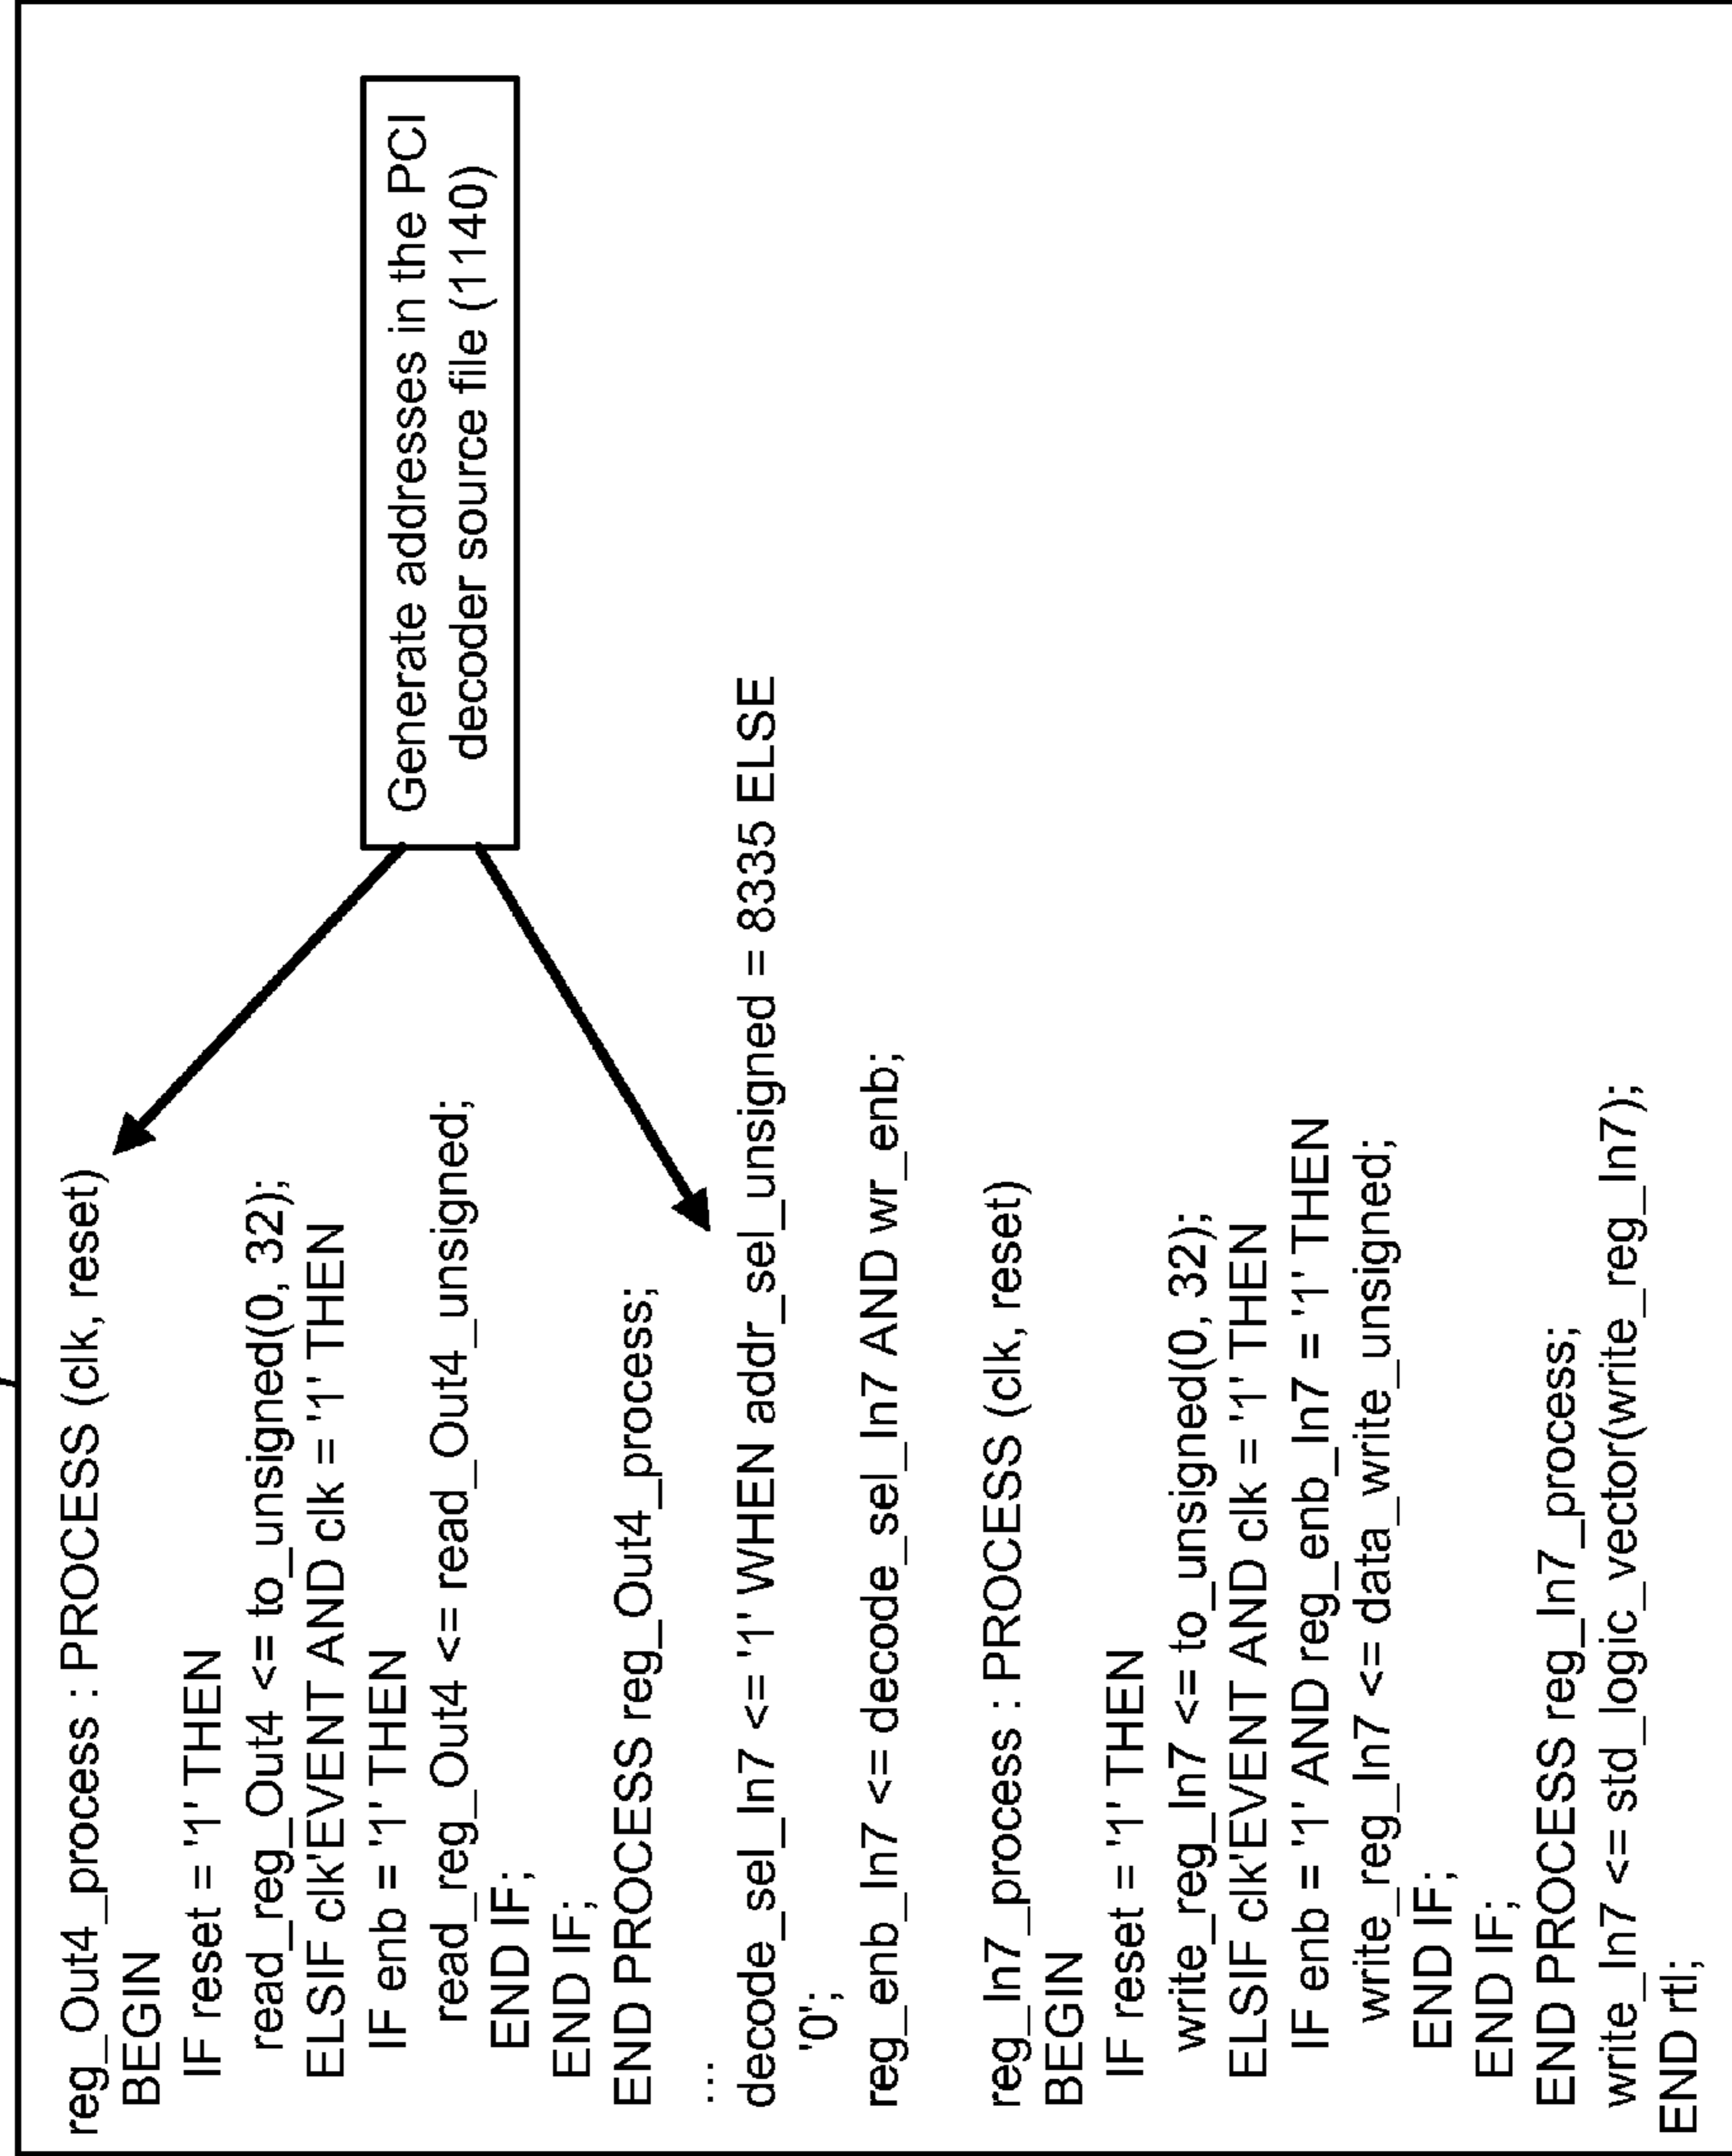 reg_Out4_process : PROCESS (clk, reset)
BEGIN
IF reset = '1' THEN
read_reg_Out4 <= to_unsigned(0, 32);
ELSIF clk'EVENT AND clk = '1' THEN
IF enb = '1' THEN
read_reg_Out4 <= read_Out4_unsigned;
END IF;
END IF;
END PROCESS reg_Out4_process;
...
decode_sel_In7 <= '1' WHEN addr_sel_unsigned = 8335 ELSE
'0';
reg_enb_In7 <= decode_sel_In7 AND wr_enb;
reg_In7_process : PROCESS (clk, reset)
BEGIN
IF reset = '1' THEN
write_reg_In7 <= to_unsigned(0, 32);
ELSIF clk'EVENT AND clk = '1' THEN
IF enb = '1' AND reg_enb_In7 = '1' THEN
write_reg_In7 <= data_write_unsigned;
END IF;
END IF;
END PROCESS reg_In7_process;
write_In7 <= std_logic_vector(write_reg_In7);
END rtl;
Generate addresses in the PCI
decoder source file (1140)